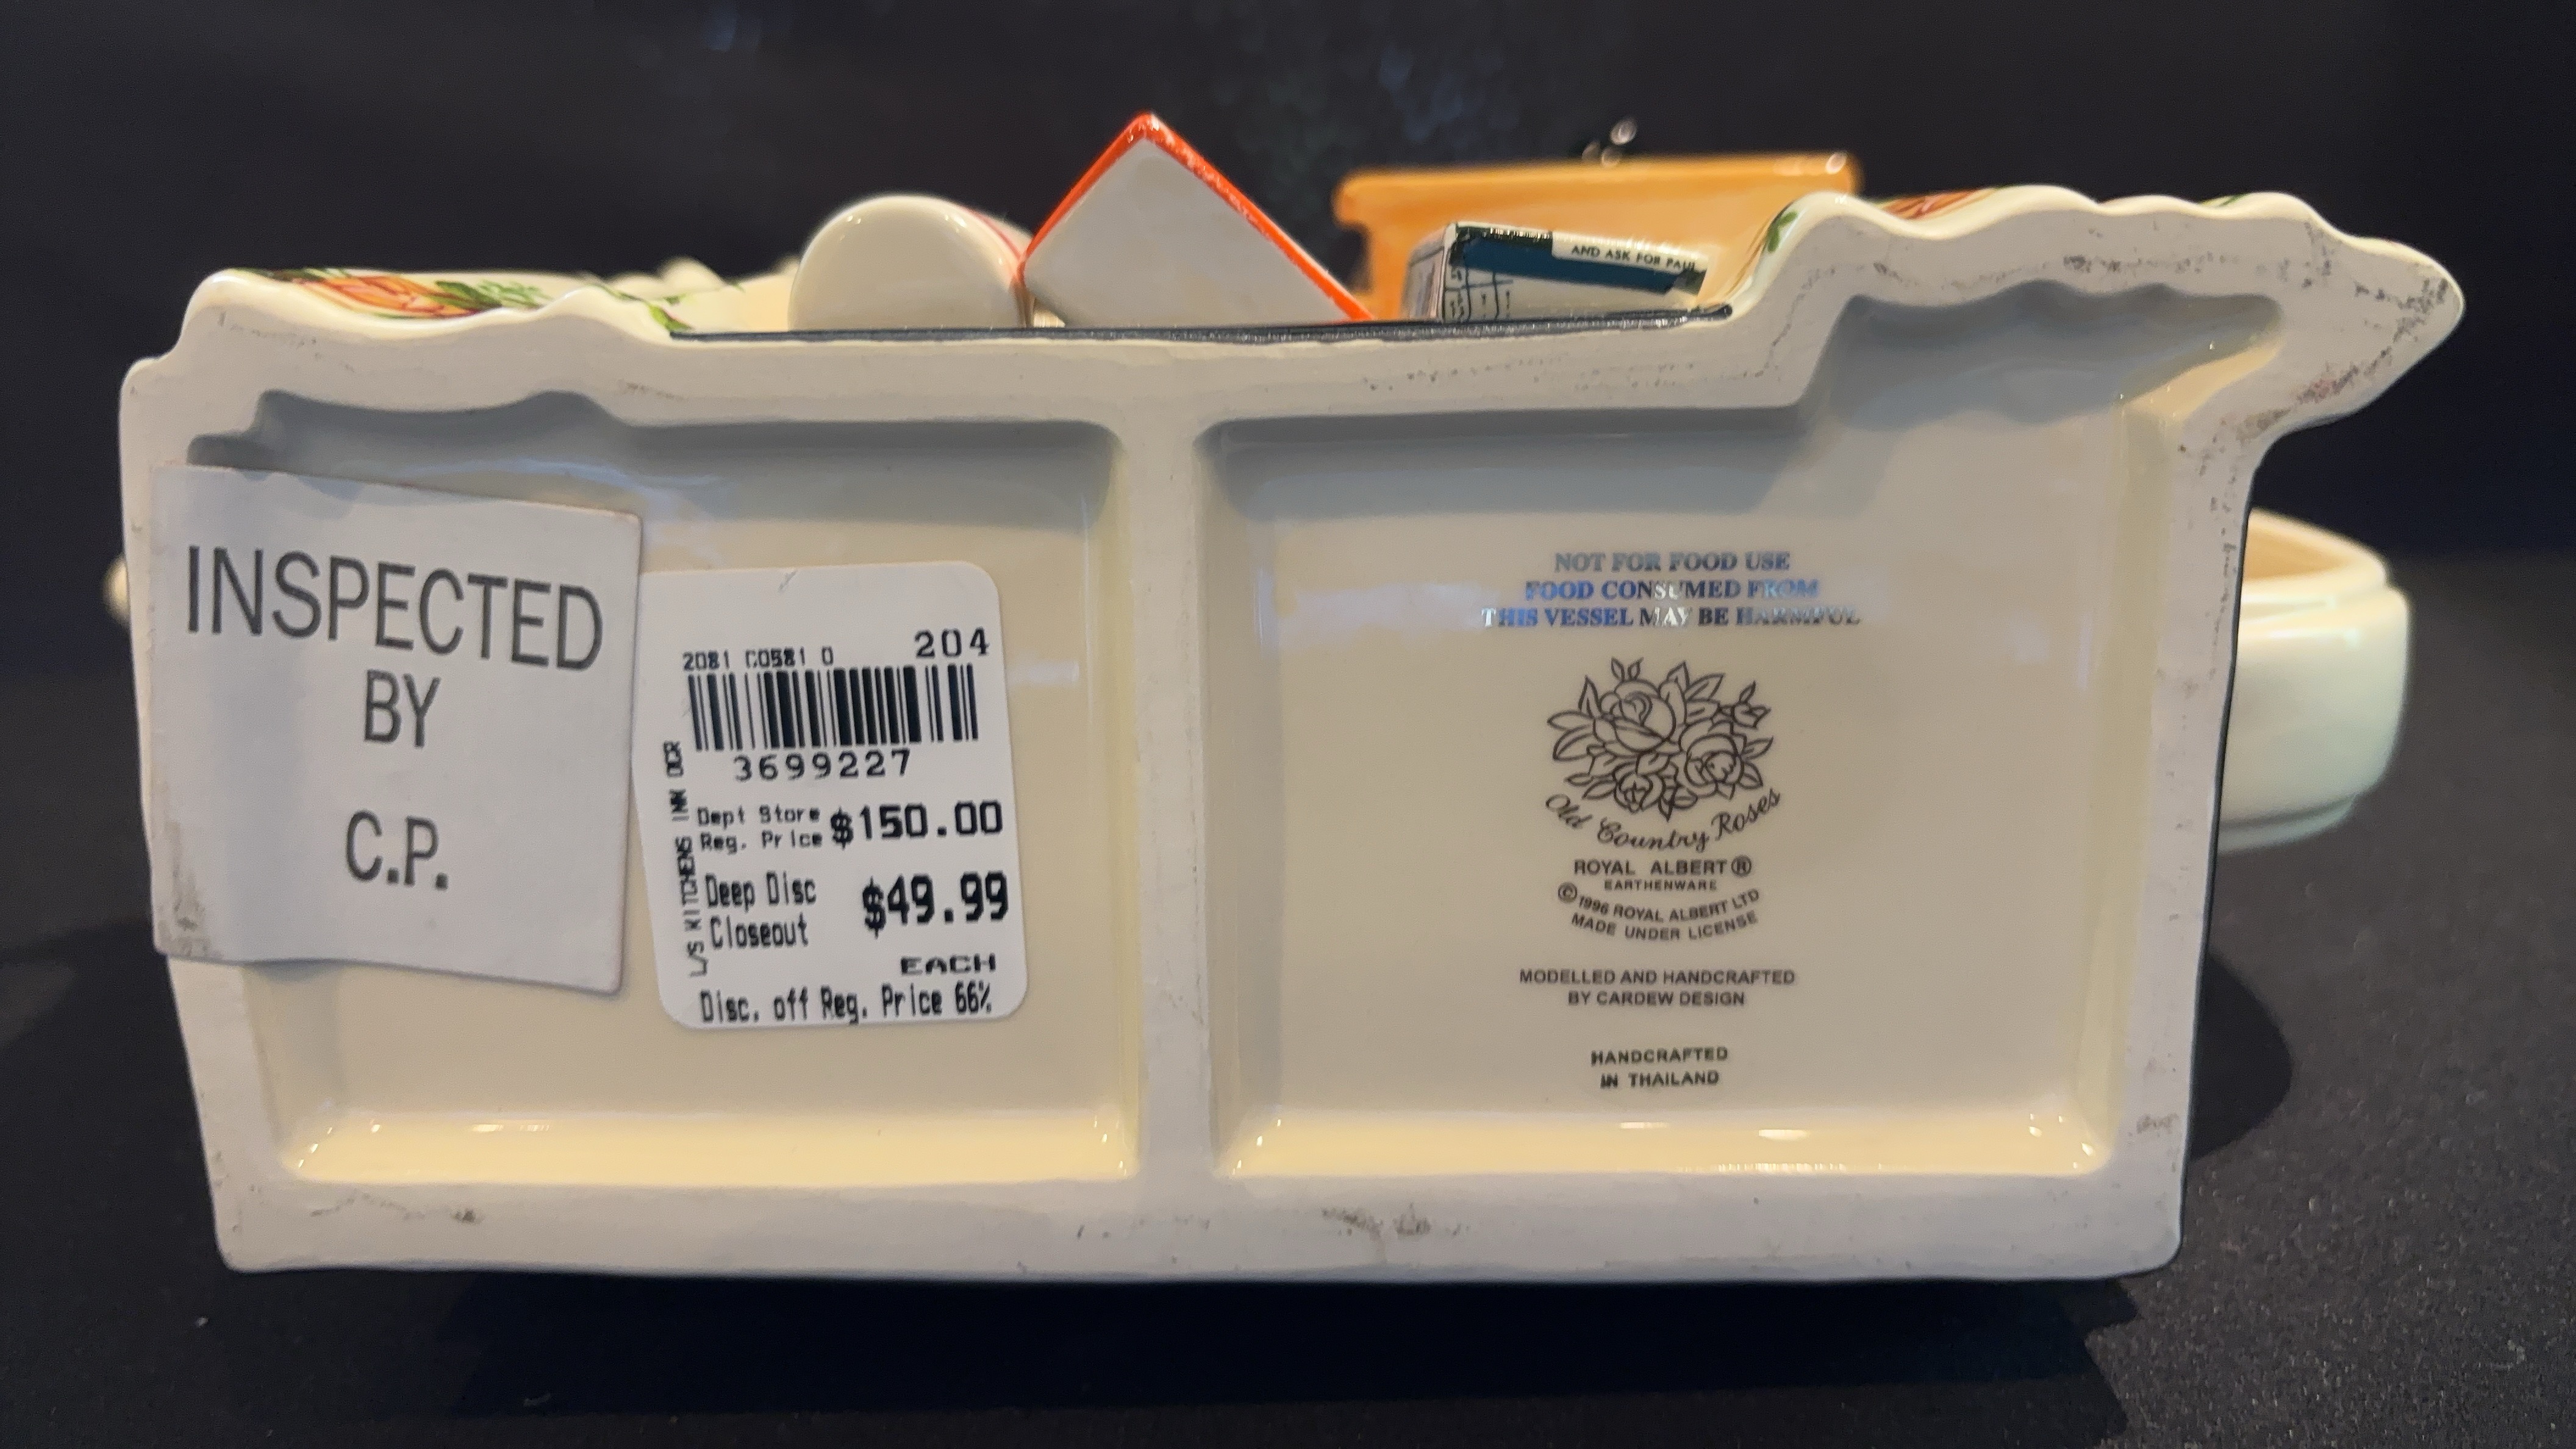 AND ASK FOR PAUL
INSPECTED
BY
C.P.
2081 C0581 0 204
3699227
L/S KITCHENS INK DCR
Dept Store
Reg. Price $150.00
Deep Disc
Closeout $49.99
EACH
Disc. off Reg. Price 66%
NOT FOR FOOD USE
FOOD CONSUMED FROM
THIS VESSEL MAY BE HARMFUL
Old Country Roses
ROYAL ALBERT®
EARTHENWARE
©1996 ROYAL ALBERT LTD
MADE UNDER LICENSE
MODELLED AND HANDCRAFTED
BY CARDEW DESIGN
HANDCRAFTED
IN THAILAND